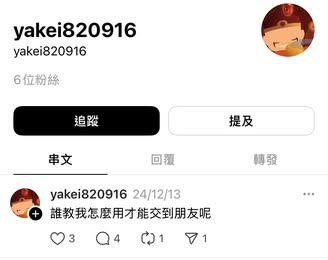 yakei820916
yakei820916
6位粉絲
追蹤
提及
串文
回覆
轉發
yakei820916 24/12/13
誰教我怎麼用才能交到朋友呢
3 4 1 1